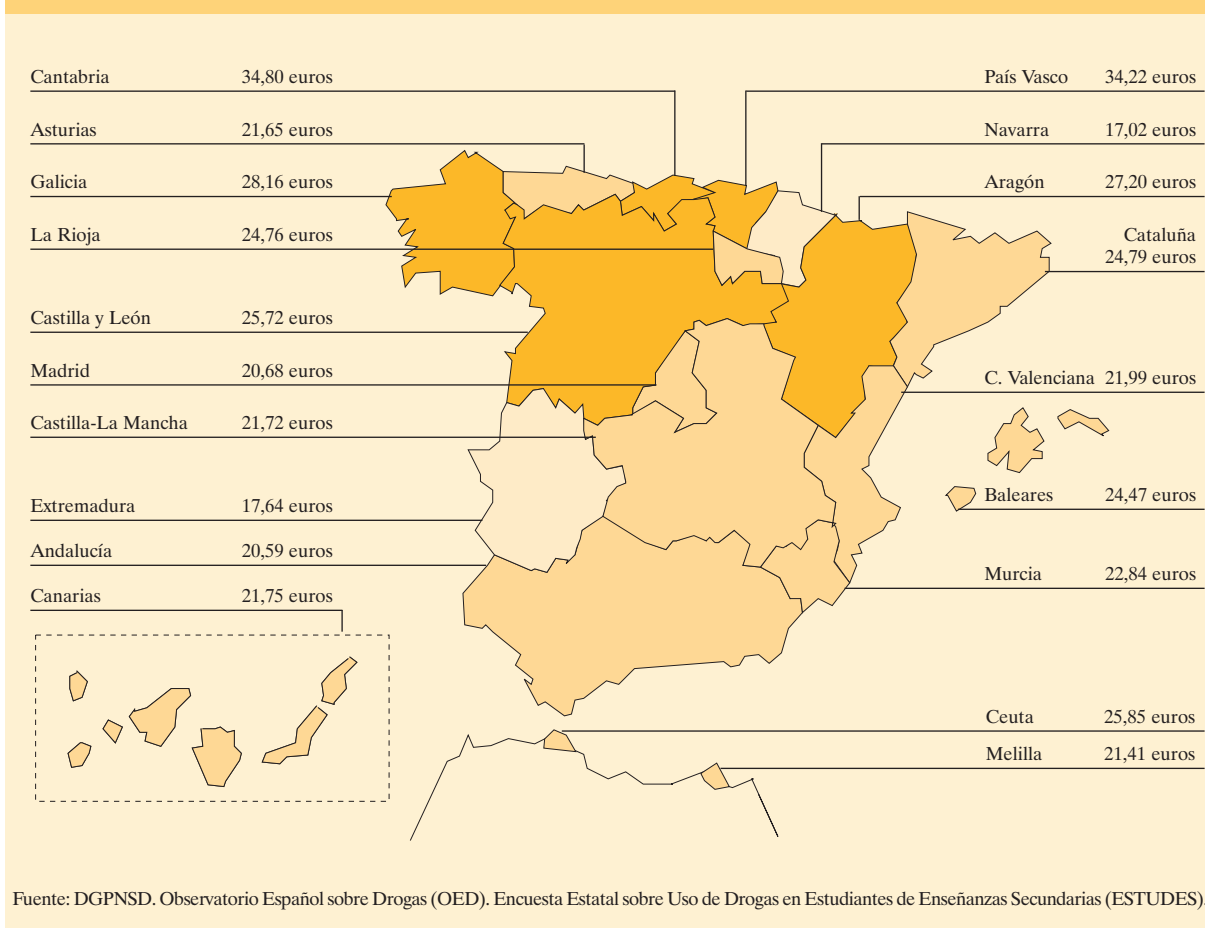 Cantabria 34,80 euros
Asturias 21,65 euros
Galicia 28,16 euros
La Rioja 24,76 euros
Castilla y León 25,72 euros
Madrid 20,68 euros
Castilla-La Mancha 21,72 euros
Extremadura 17,64 euros
Andalucía 20,59 euros
Canarias 21,75 euros
País Vasco 34,22 euros
Navarra 17,02 euros
Aragón 27,20 euros
Cataluña
24,79 euros
C. Valenciana 21,99 euros
Baleares 24,47 euros
Murcia 22,84 euros
Ceuta 25,85 euros
Melilla 21,41 euros
Fuente: DGPNSD. Observatorio Español sobre Drogas (OED). Encuesta Estatal sobre Uso de Drogas en Estudiantes de Enseñanzas Secundarias (ESTUDES).